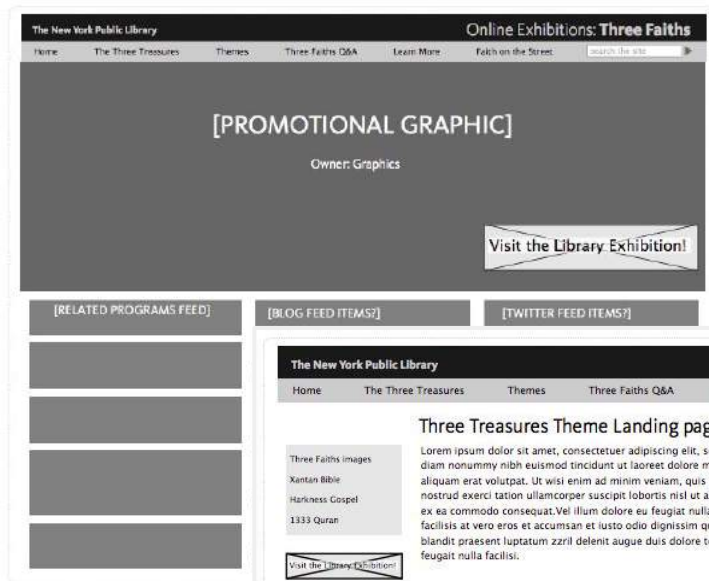 The New York Public Library
Online Exhibitions: Three Faiths
Home The Three Treasures Themes Three Faiths Q&A Learn More Faith on the Street search the site
[PROMOTIONAL GRAPHIC]
Owner: Graphics
Visit the Library Exhibition!
[RELATED PROGRAMS FEED]
[BLOG FEED ITEMS?]
[TWITTER FEED ITEMS?]
The New York Public Library
Home The Three Treasures Themes Three Faiths Q&A
Three Treasures Theme Landing pag
Three Faiths images
Xantan Bible
Harkness Gospel
1333 Quran
Visit the Library Exhibition!
Lorem ipsum dolor sit amet, consectetuer adipiscing elit, s
diam nonummy nibh euismod tincidunt ut laoreet dolore m
aliquam erat volutpat. Ut wisi enim ad minim veniam, quis
nostrud exerci tation ullamcorper suscipit lobortis nisl ut a
ex ea commodo consequat.Vel illum dolore eu feugiat nulla
facilisis at vero eros et accumsan et iusto odio dignissim qu
blandit praesent luptatum zzril delenit augue duis dolore te
feugait nulla facilisi.